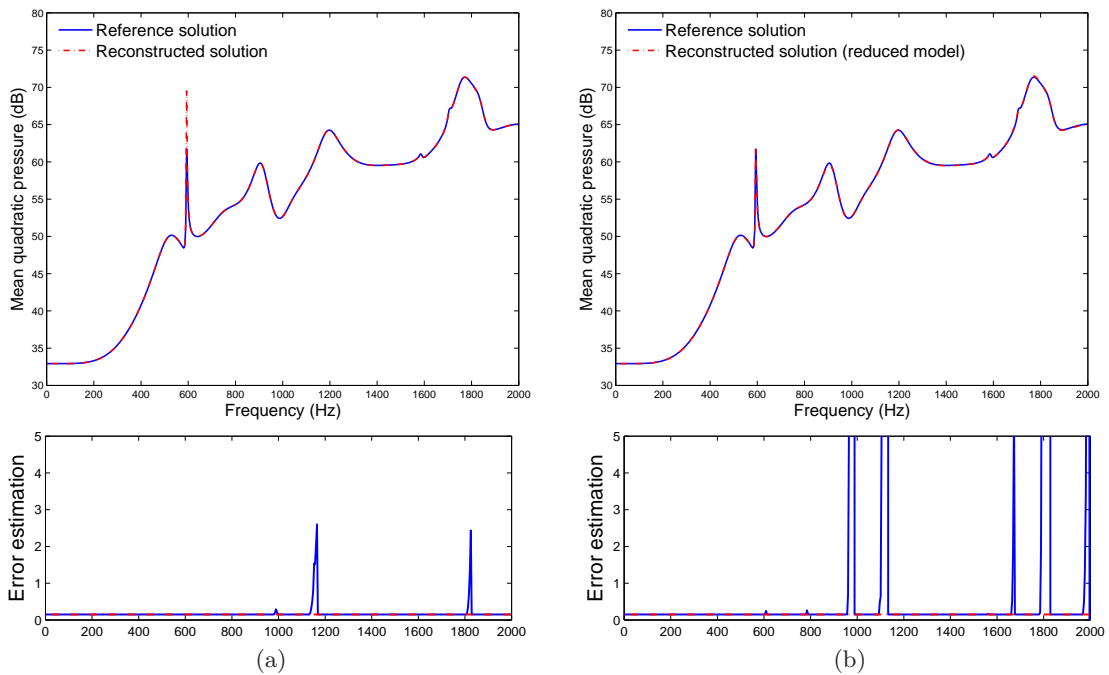 Reference solution
Reconstructed solution
Mean quadratic pressure (dB)
80
75
70
65
60
55
50
45
40
35
30
0 200 400 600 800 1000 1200 1400 1600 1800 2000
Frequency (Hz)
Error estimation
5
4
3
2
1
0
0 200 400 600 800 1000 1200 1400 1600 1800 2000
(a)
Reference solution
Reconstructed solution (reduced model)
Mean quadratic pressure (dB)
80
75
70
65
60
55
50
45
40
35
30
0 200 400 600 800 1000 1200 1400 1600 1800 2000
Frequency (Hz)
Error estimation
5
4
3
2
1
0
0 200 400 600 800 1000 1200 1400 1600 1800 2000
(b)